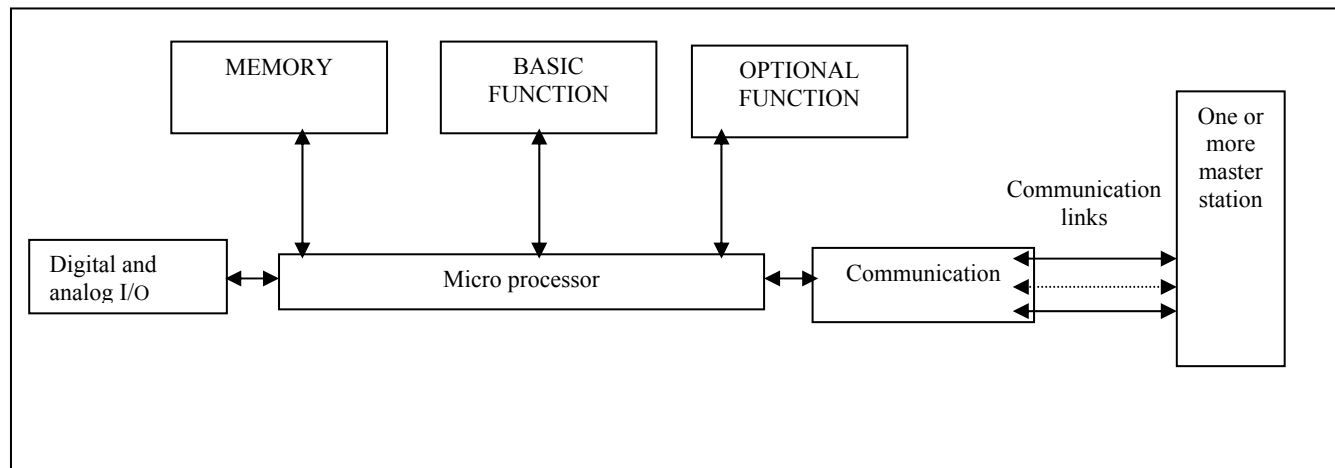 MEMORY
BASIC
FUNCTION
OPTIONAL
FUNCTION
One or
more
master
station
Communication
links
Digital and
analog I/O
Micro processor
Communication